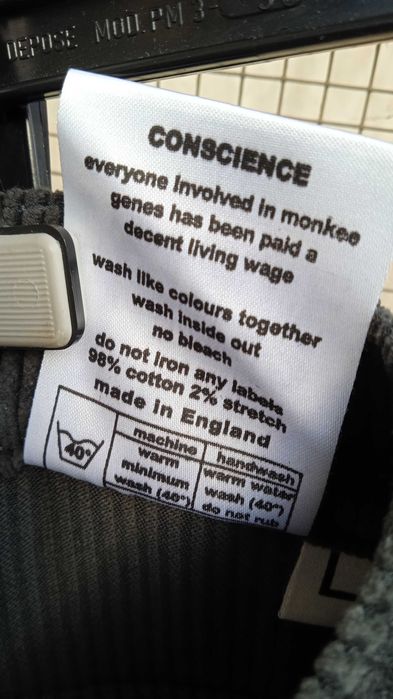 DEPOSE MOD. PM 3-
CONSCIENCE
everyone involved in monkee
genes has been paid a
decent living wage
wash like colours together
wash inside out
no bleach
do not iron any labels
98% cotton 2% stretch
made in England
machine handwash
40° warm warm water
minimum wash (40°)
wash (40°) do not rub